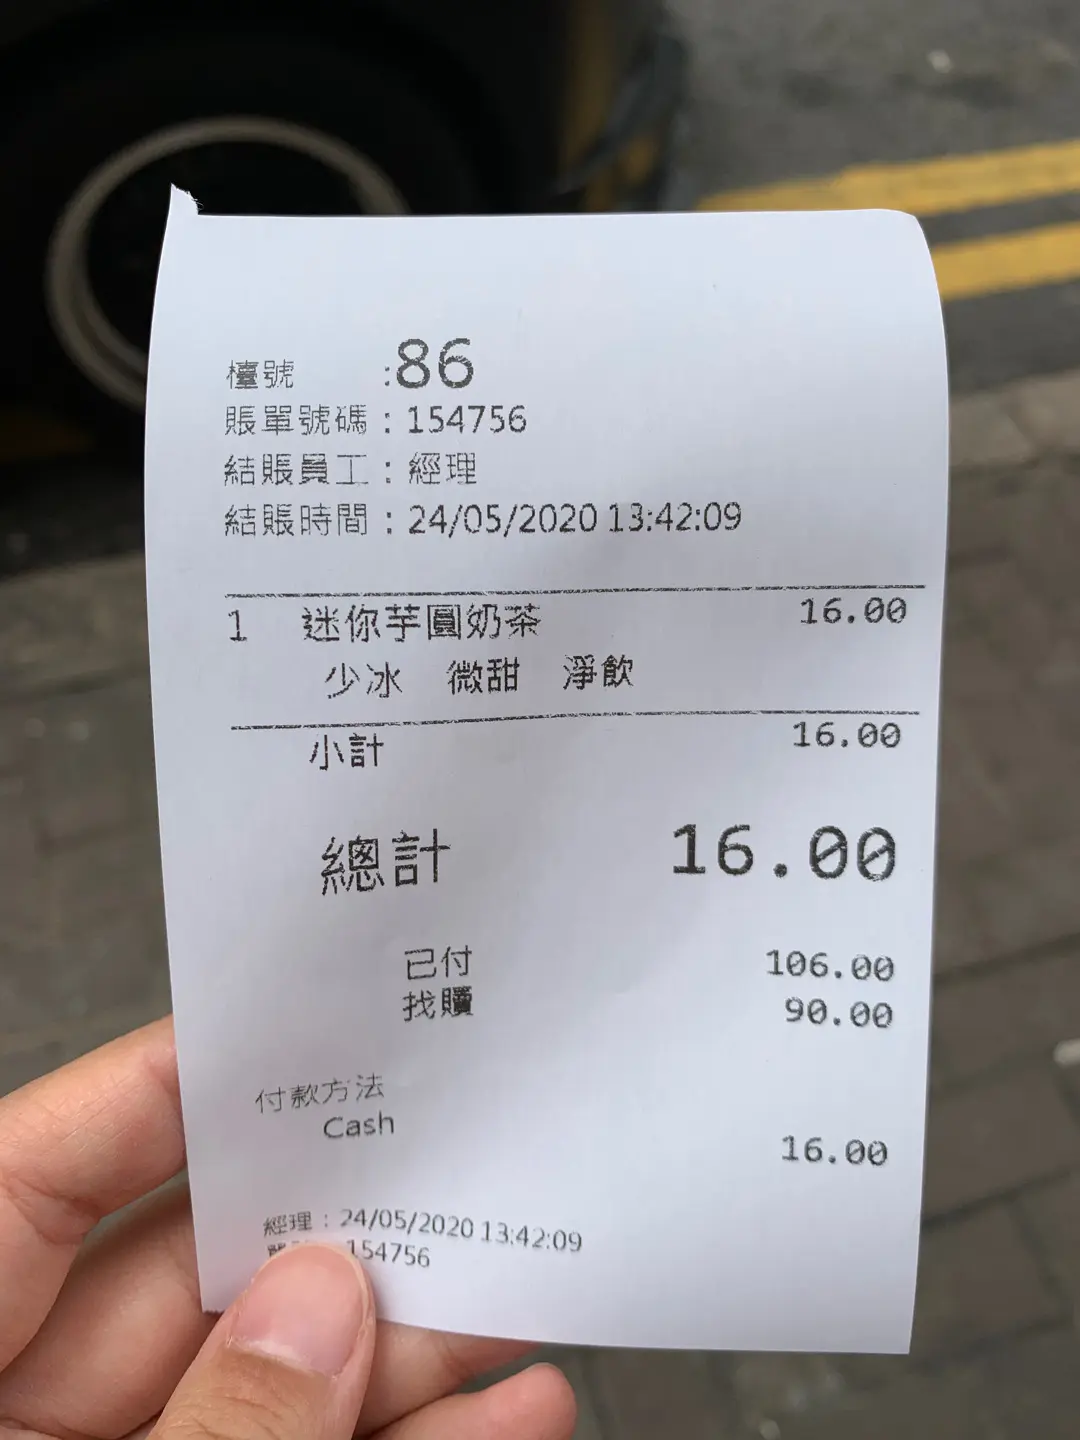 檯號 :86
賬單號碼 : 154756
結賬員工 : 經理
結賬時間 : 24/05/2020 13:42:09
1 迷你芋圓奶茶 16.00
少冰 微甜 淨飲
小計 16.00
總計 16.00
已付 106.00
找贖 90.00
付款方法
Cash 16.00
經理 : 24/05/2020 13:42:09
154756